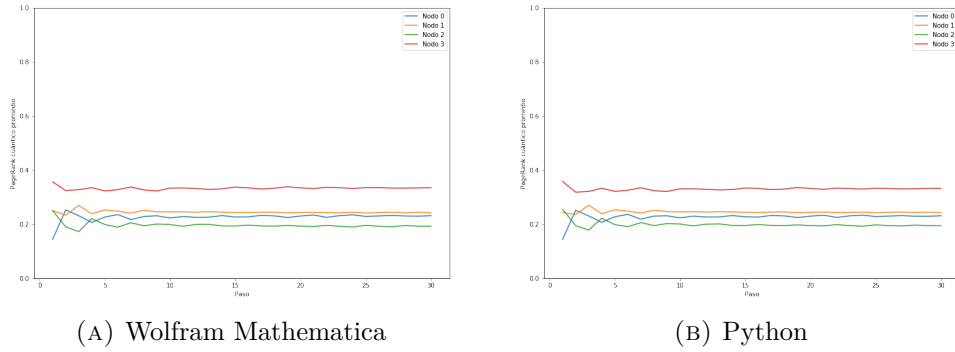 1.0
0.8
0.6
0.4
0.2
0.0
PageRank cuántico promedio
0
5
10
15
20
25
30
Paso
Nodo 0
Nodo 1
Nodo 2
Nodo 3
(A) Wolfram Mathematica
1.0
0.8
0.6
0.4
0.2
0.0
PageRank cuántico promedio
0
5
10
15
20
25
30
Paso
Nodo 0
Nodo 1
Nodo 2
Nodo 3
(B) Python